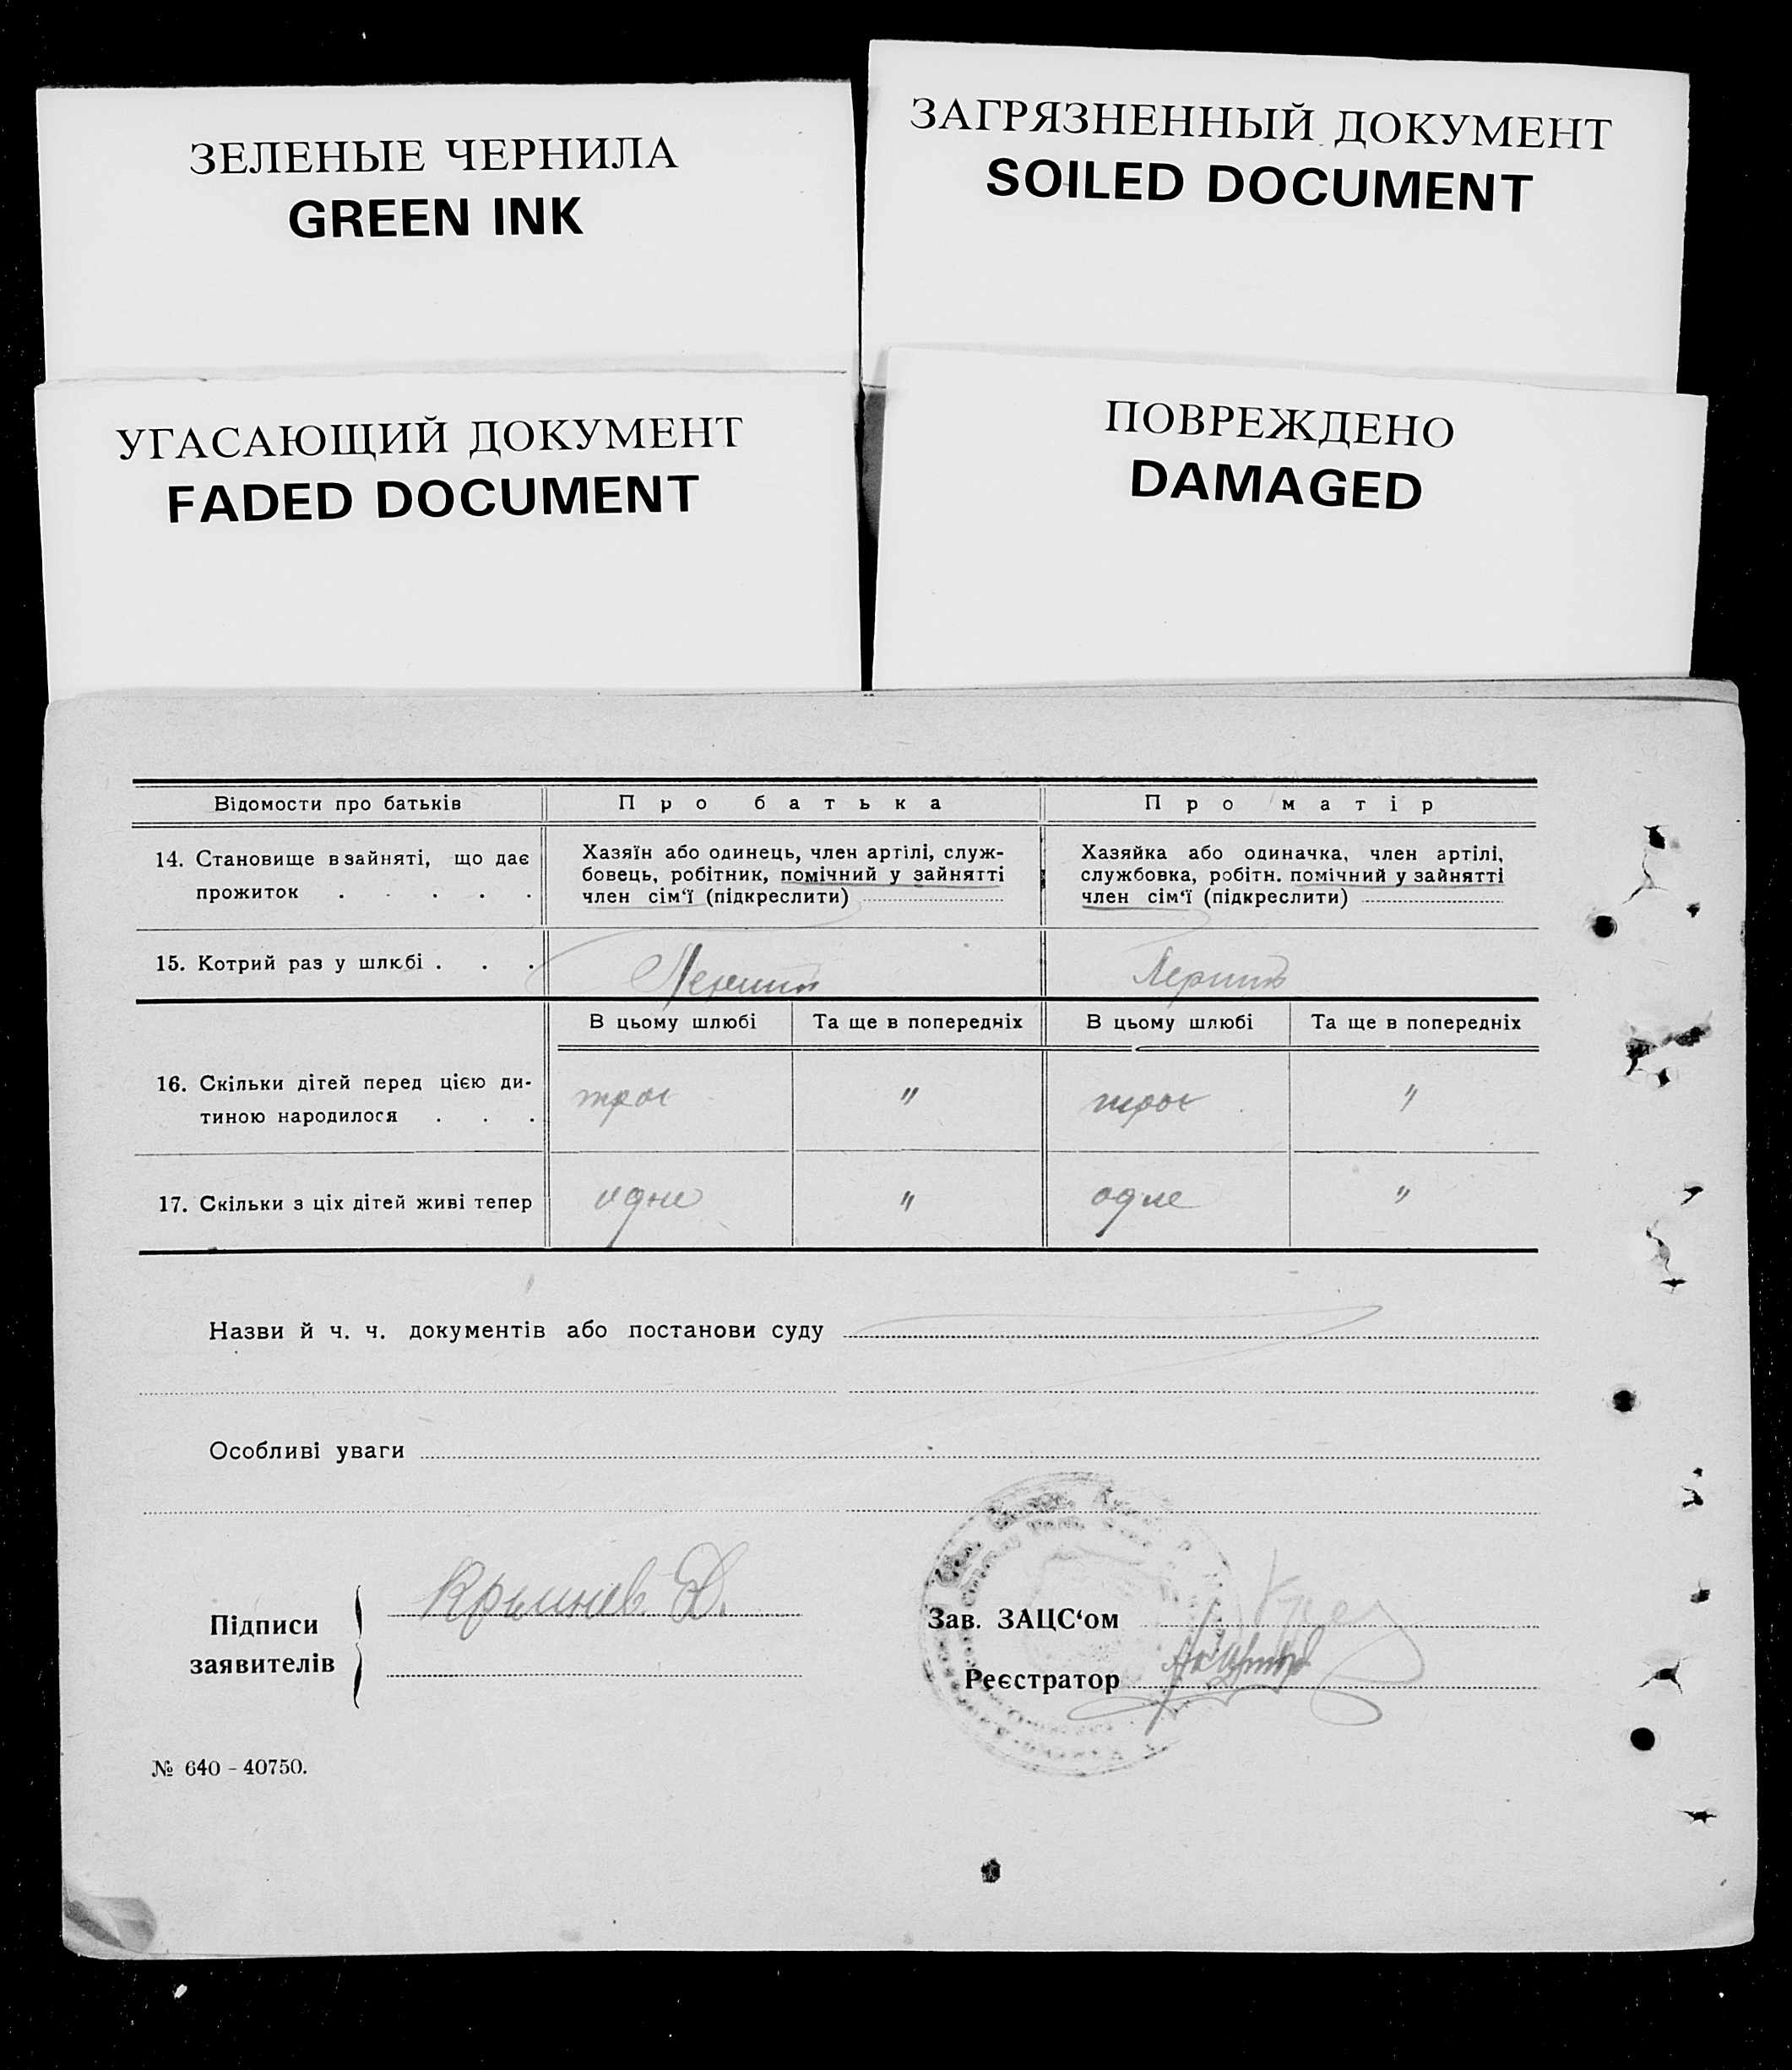 ЗЕЛЕНЫЕ ЧЕРНИЛА
GREEN INK
ЗАГРЯЗНЕННЫЙ ДОКУМЕНТ
SOILED DOCUMENT
УГАСАЮЩИЙ ДОКУМЕНТ
FADED DOCUMENT
ПОВРЕЖДЕНО
DAMAGED
Відомости про батьків
Про батька
Про матір
14. Становище в зайняті, що дає
прожиток . . . . .
Хазяїн або одинець, член артілі, служ-
бовець, робітник, помічний у зайнятті
член сім'ї (підкреслити)
Хазяйка або одиначка, член артілі,
службовка, робітн. помічний у зайнятті
член сім'ї (підкреслити)
15. Котрий раз у шлюбі . . .
В цьому шлюбі
Та ще в попередніх
В цьому шлюбі
Та ще в попередніх
16. Скільки дітей перед цією ди-
тиною народилося . . .
троє
"
троє
"
17. Скільки з ціх дітей живі тепер
одне
"
одне
"
Назви й ч. ч. документів або постанови суду
Особливі уваги
Підписи
заявителів
Зав. ЗАЦС'ом
Реєстратор
№ 640 - 40750.